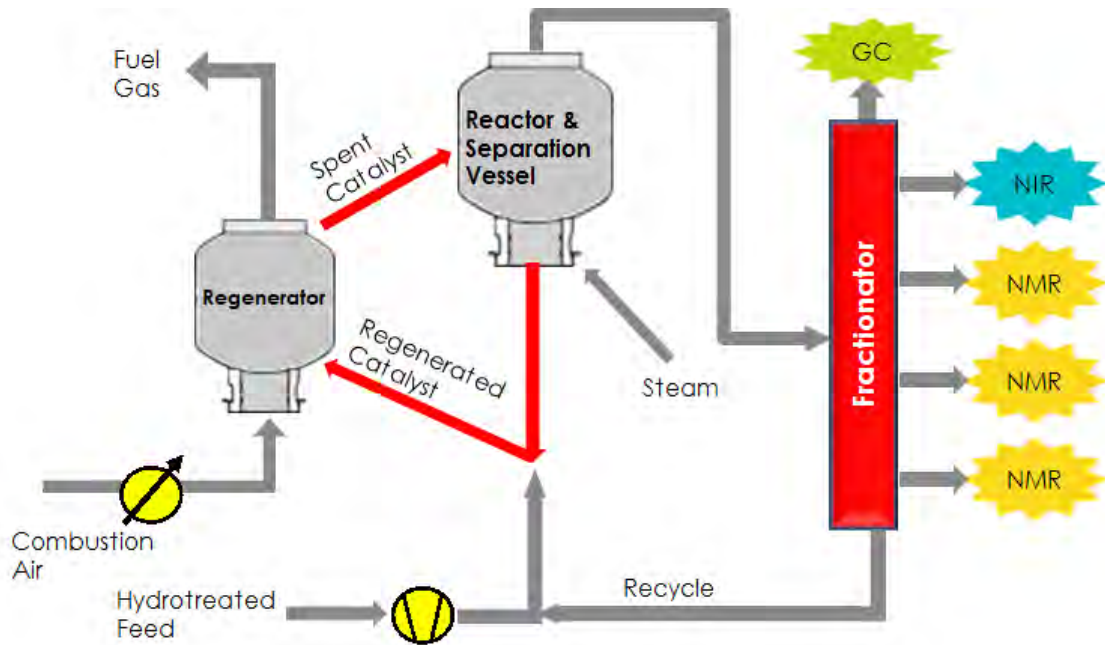 Fuel
Gas
Spent
Catalyst
Reactor &
Separation
Vessel
GC
NIR
Regenerator
Regenerated
Catalyst
Steam
Fractionator
NMR
NMR
NMR
Combustion
Air
Hydrotreated
Feed
Recycle